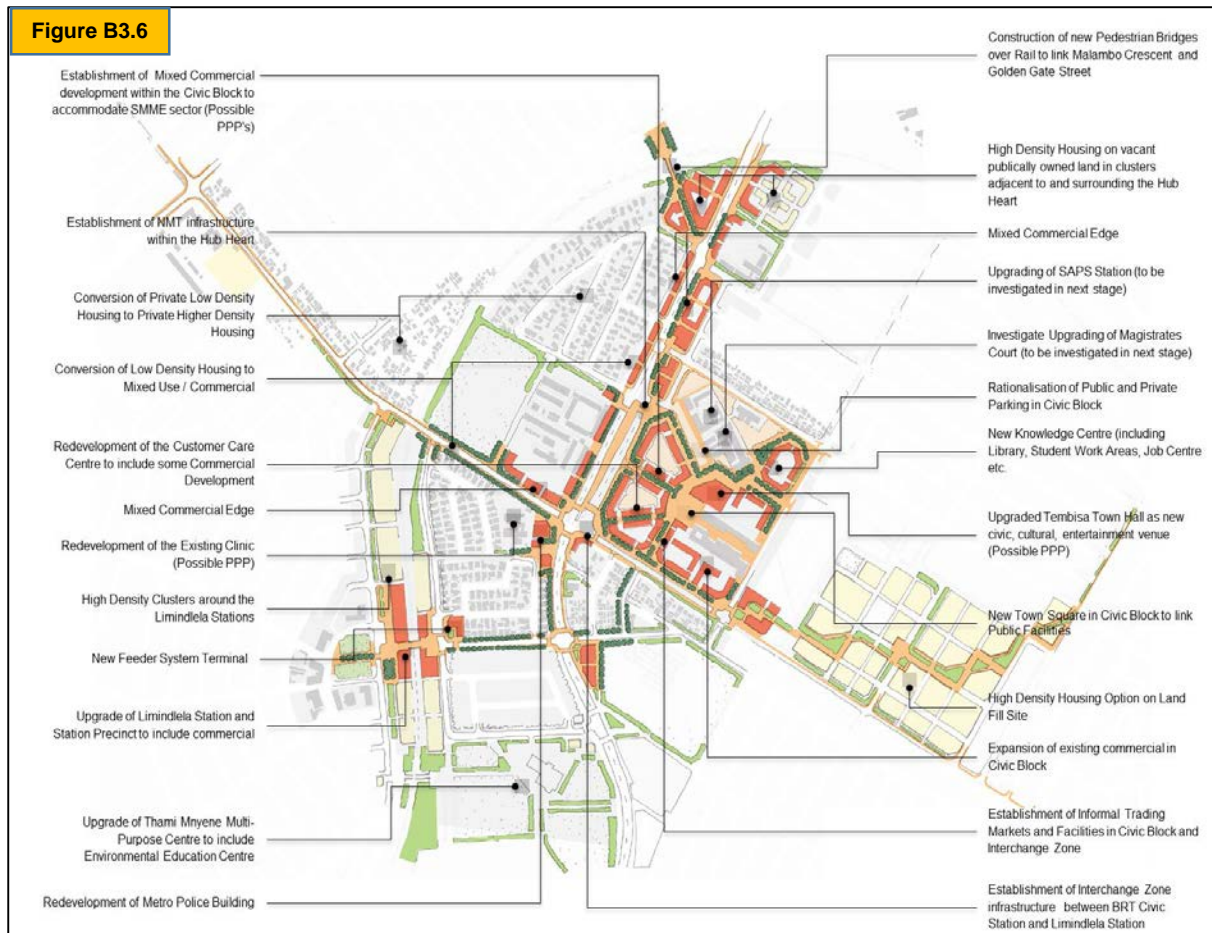 Figure B3.6
Establishment of Mixed Commercial
development within the Civic Block to
accommodate SMME sector (Possible
PPP's)
Establishment of NMT infrastructure
within the Hub Heart
Conversion of Private Low Density
Housing to Private Higher Density
Housing
Conversion of Low Density Housing to
Mixed Use / Commercial
Redevelopment of the Customer Care
Centre to include some Commercial
Development
Mixed Commercial Edge
Redevelopment of the Existing Clinic
(Possible PPP)
High Density Clusters around the
Limindlela Stations
New Feeder System Terminal
Upgrade of Limindlela Station and
Station Precinct to include commercial
Upgrade of Thami Mnyene Multi-
Purpose Centre to include
Environmental Education Centre
Redevelopment of Metro Police Building
Construction of new Pedestrian Bridges
over Rail to link Malambo Crescent and
Golden Gate Street
High Density Housing on vacant
publically owned land in clusters
adjacent to and surrounding the Hub
Heart
Mixed Commercial Edge
Upgrading of SAPS Station (to be
investigated in next stage)
Investigate Upgrading of Magistrates
Court (to be investigated in next stage)
Rationalisation of Public and Private
Parking in Civic Block
New Knowledge Centre (including
Library, Student Work Areas, Job Centre
etc.
Upgraded Tembisa Town Hall as new
civic, cultural, entertainment venue
(Possible PPP)
New Town Square in Civic Block to link
Public Facilities
High Density Housing Option on Land
Fill Site
Expansion of existing commercial in
Civic Block
Establishment of Informal Trading
Markets and Facilities in Civic Block and
Interchange Zone
Establishment of Interchange Zone
infrastructure between BRT Civic
Station and Limindlela Station